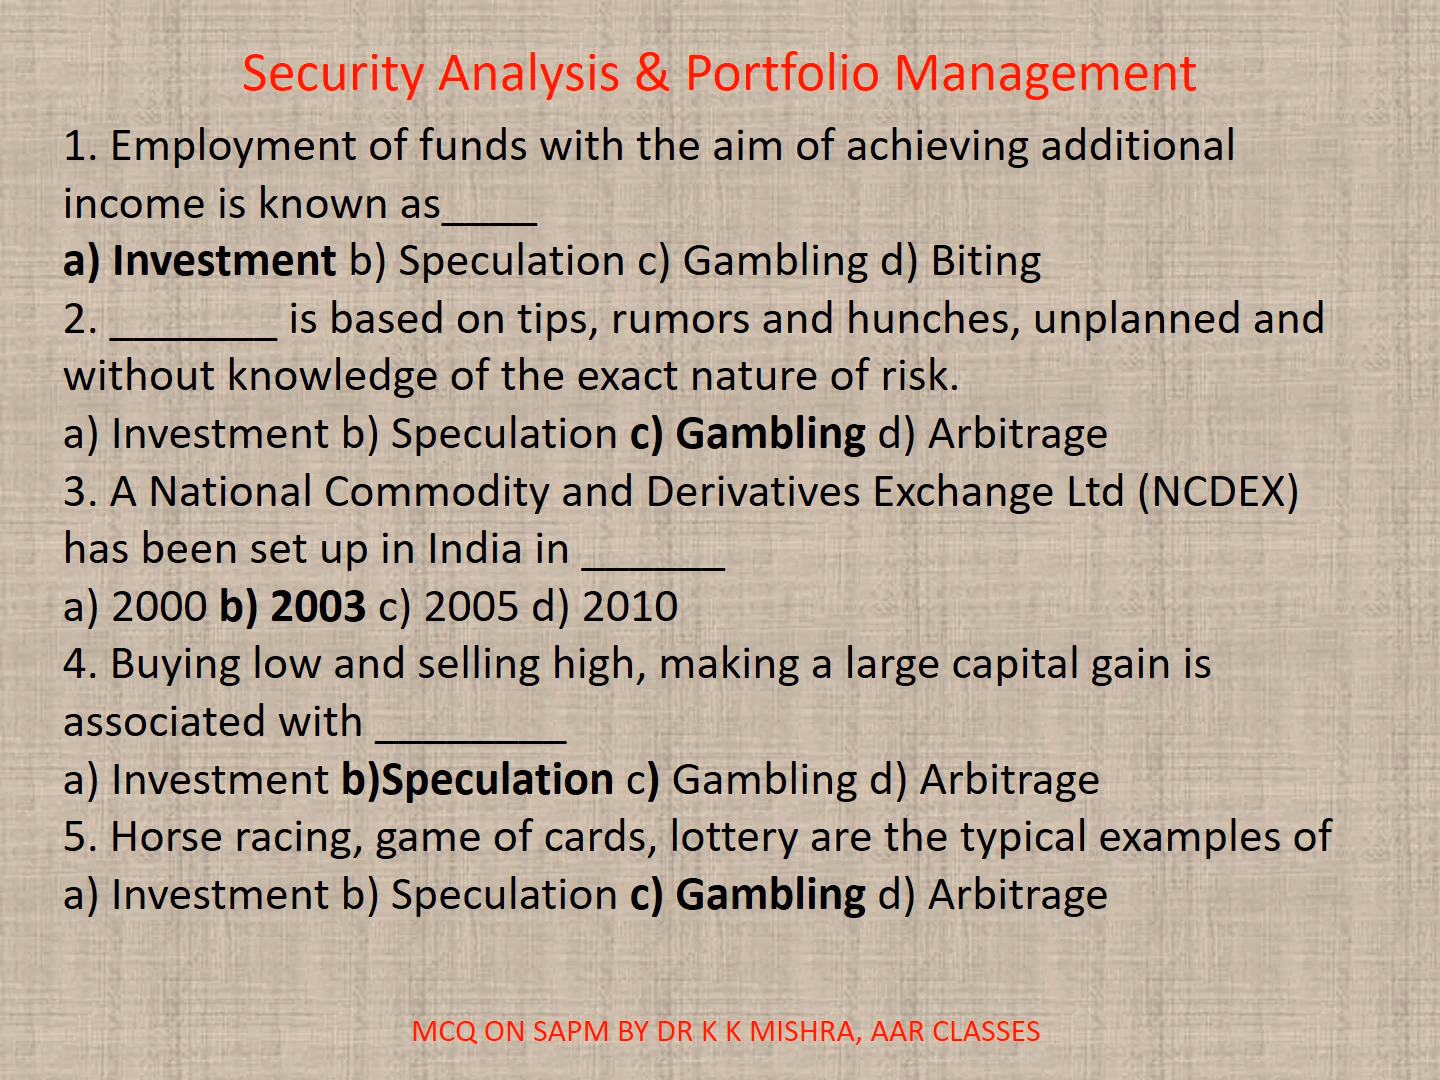 Security Analysis & Portfolio Management
1. Employment of funds with the aim of achieving additional
income is known as____
a) Investment b) Speculation c) Gambling d) Biting
2. _______ is based on tips, rumors and hunches, unplanned and
without knowledge of the exact nature of risk.
a) Investment b) Speculation c) Gambling d) Arbitrage
3. A National Commodity and Derivatives Exchange Ltd (NCDEX)
has been set up in India in ______
a) 2000 b) 2003 c) 2005 d) 2010
4. Buying low and selling high, making a large capital gain is
associated with ________
a) Investment b)Speculation c) Gambling d) Arbitrage
5. Horse racing, game of cards, lottery are the typical examples of
a) Investment b) Speculation c) Gambling d) Arbitrage
MCQ ON SAPM BY DR K K MISHRA, AAR CLASSES